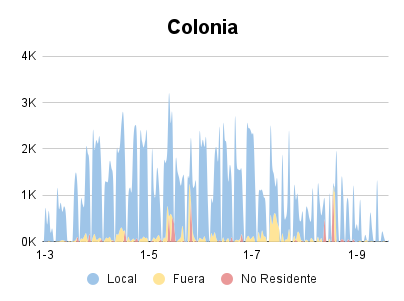 Colonia
4K
3K
2K
1K
0K
1-3
1-5
1-7
1-9
Local
Fuera
No Residente